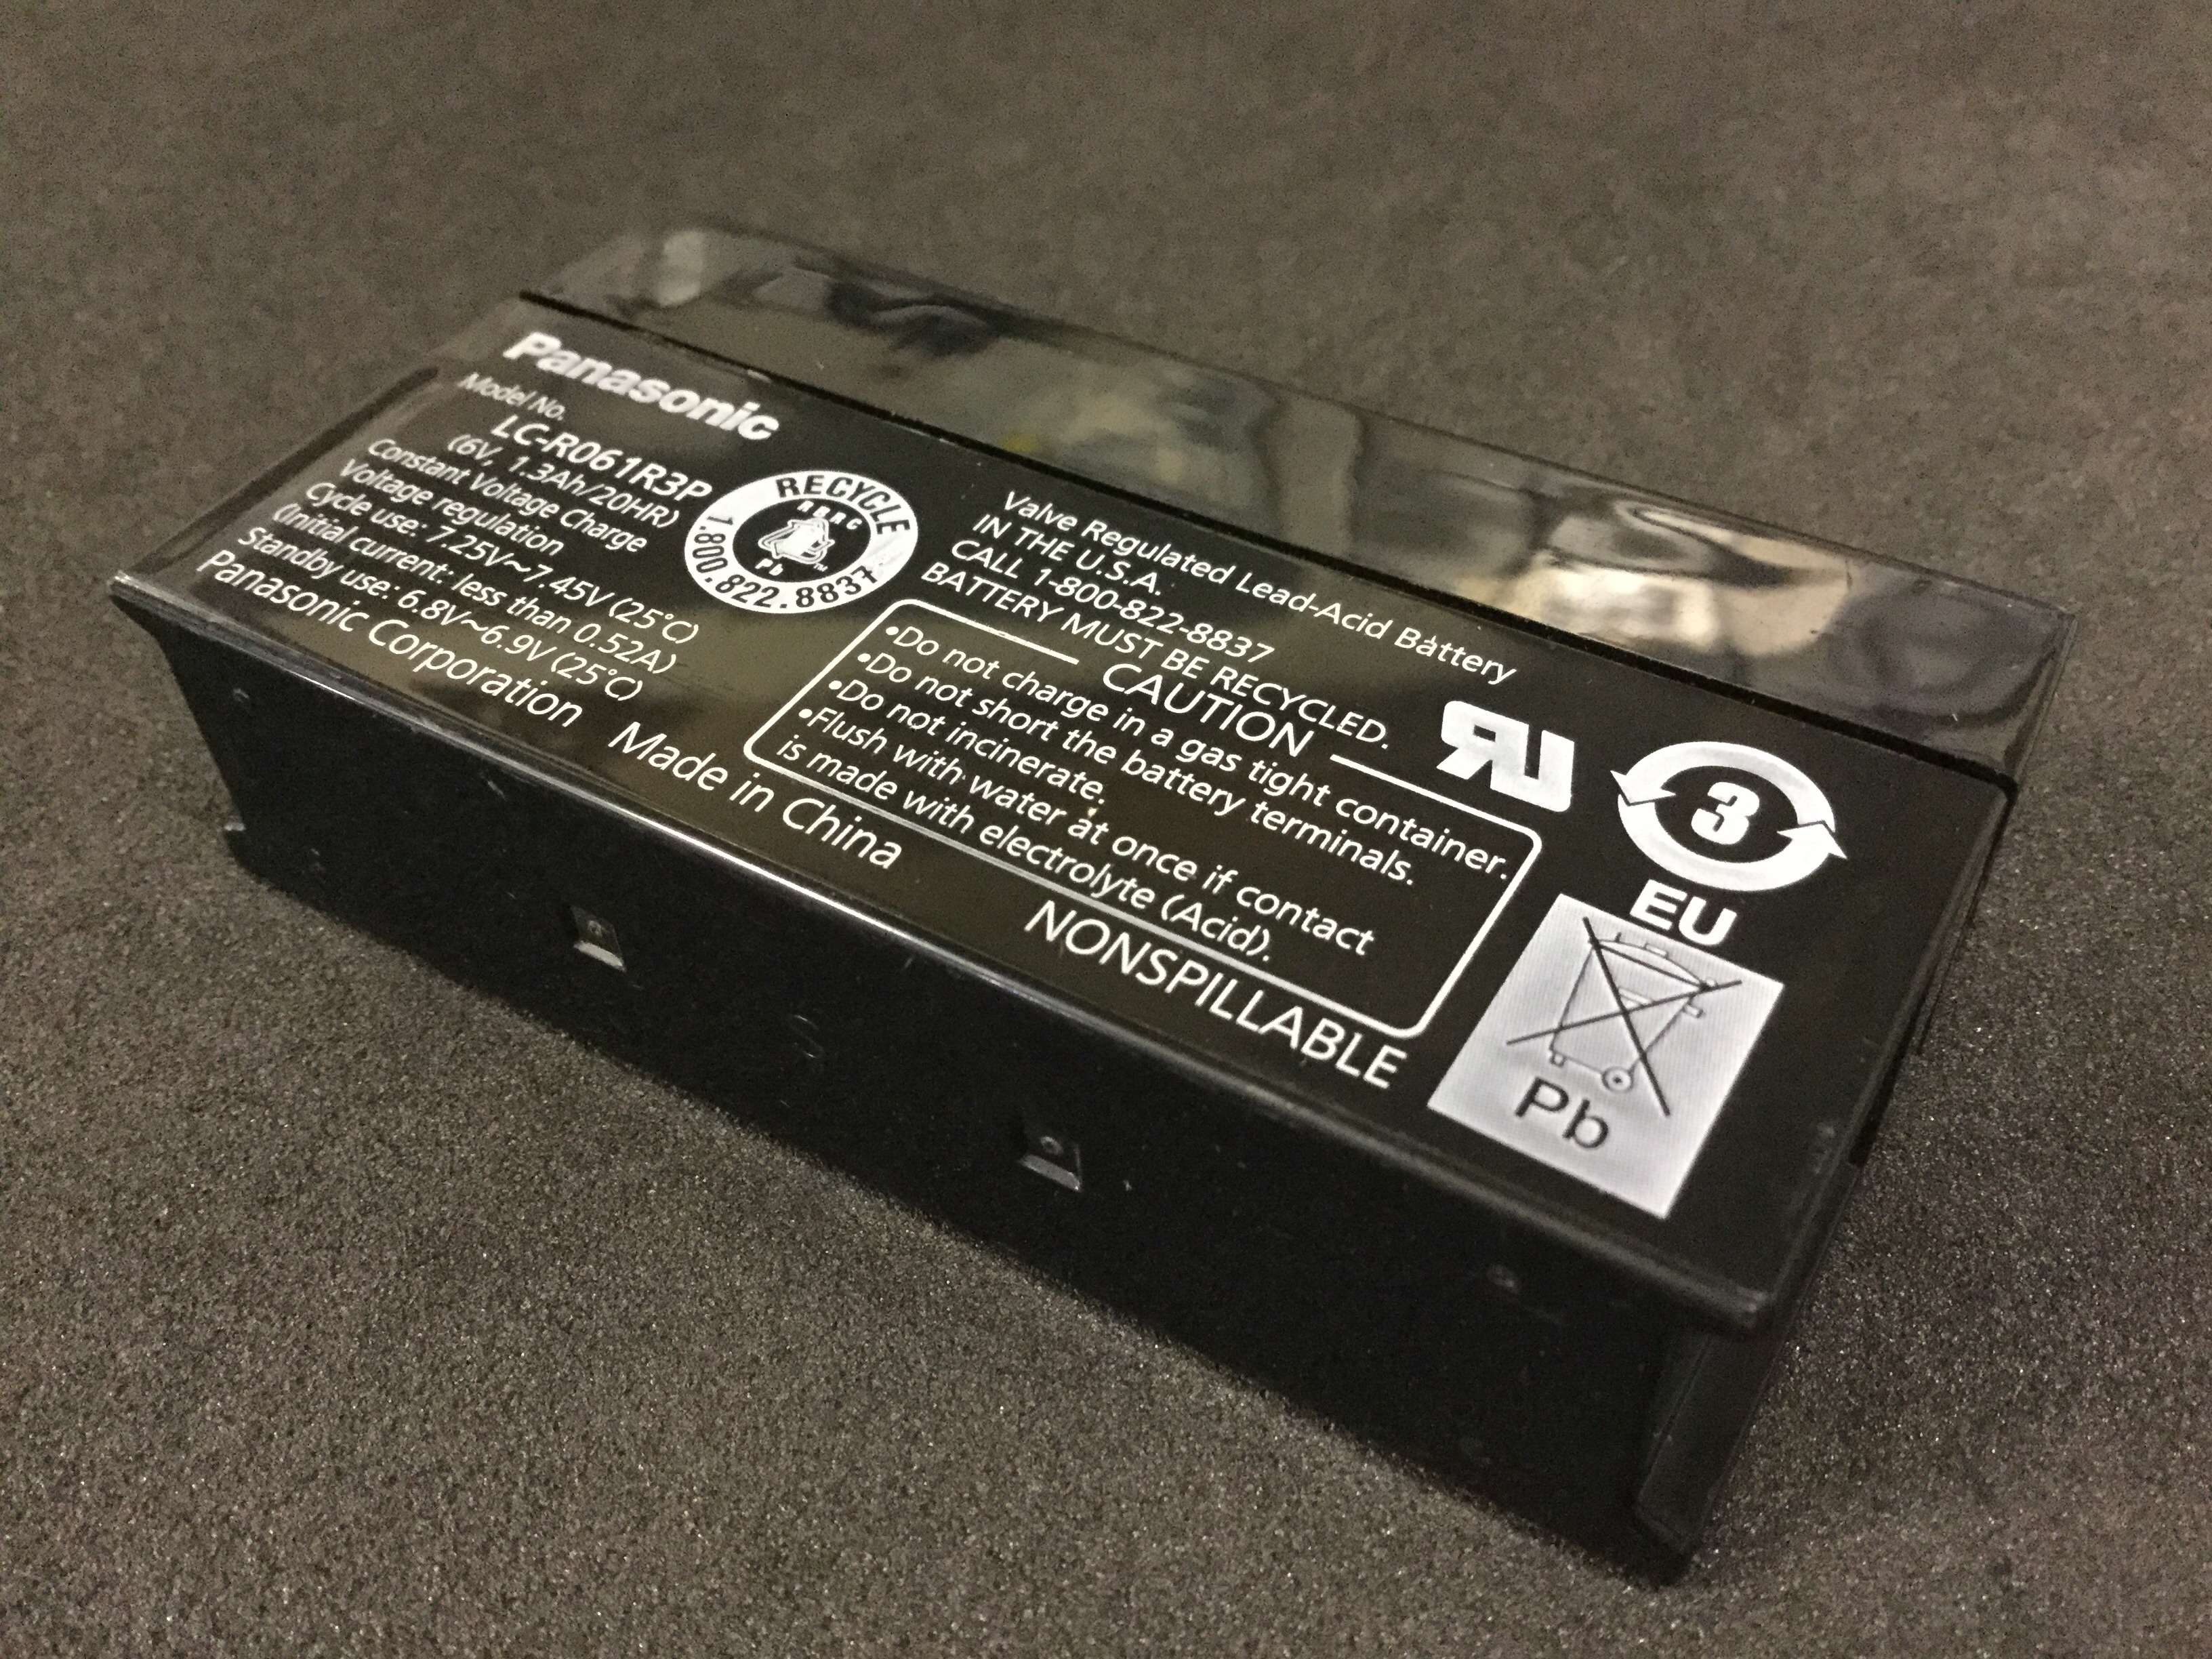 Panasonic
Model No.
LC-R061R3P
(6V, 1.3Ah/20HR)
Constant Voltage Charge
Voltage regulation
Cycle use: 7.25V~7.45V (25℃)
(Initial current: less than 0.52A)
Standby use: 6.8V~6.9V (25℃)
Panasonic Corporation
Made in China
RECYCLE
RBRC
Pb
TM
1.800.822.8837
Valve Regulated Lead-Acid Battery
IN THE U.S.A.
CALL 1-800-822-8837
BATTERY MUST BE RECYCLED.
CAUTION
•Do not charge in a gas tight container.
•Do not short the battery terminals.
•Do not incinerate.
•Flush with water at once if contact
is made with electrolyte (Acid).
NONSPILLABLE
RU
3
EU
Pb